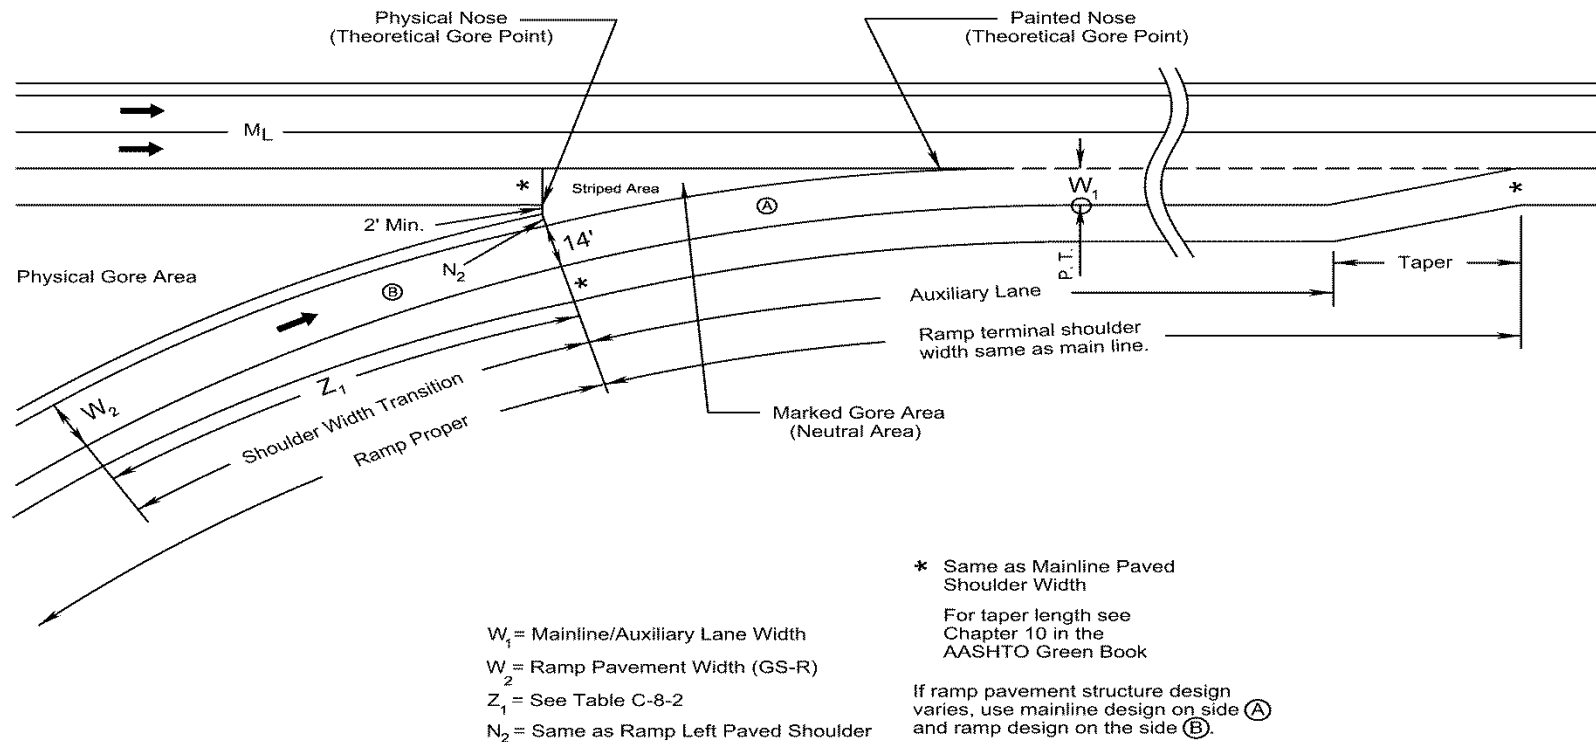 Physical Nose
(Theoretical Gore Point)
Painted Nose
(Theoretical Gore Point)
ML
*
Striped Area
W1
*
2' Min.
A
14'
N2
P.T.
Taper
Physical Gore Area
B
*
Auxiliary Lane
Ramp terminal shoulder
width same as main line.
Z1
W2
Shoulder Width Transition
Ramp Proper
Marked Gore Area
(Neutral Area)
* Same as Mainline Paved
Shoulder Width
For taper length see
Chapter 10 in the
AASHTO Green Book
If ramp pavement structure design
varies, use mainline design on side A
and ramp design on the side B.
W1= Mainline/Auxiliary Lane Width
W2= Ramp Pavement Width (GS-R)
Z1= See Table C-8-2
N2= Same as Ramp Left Paved Shoulder